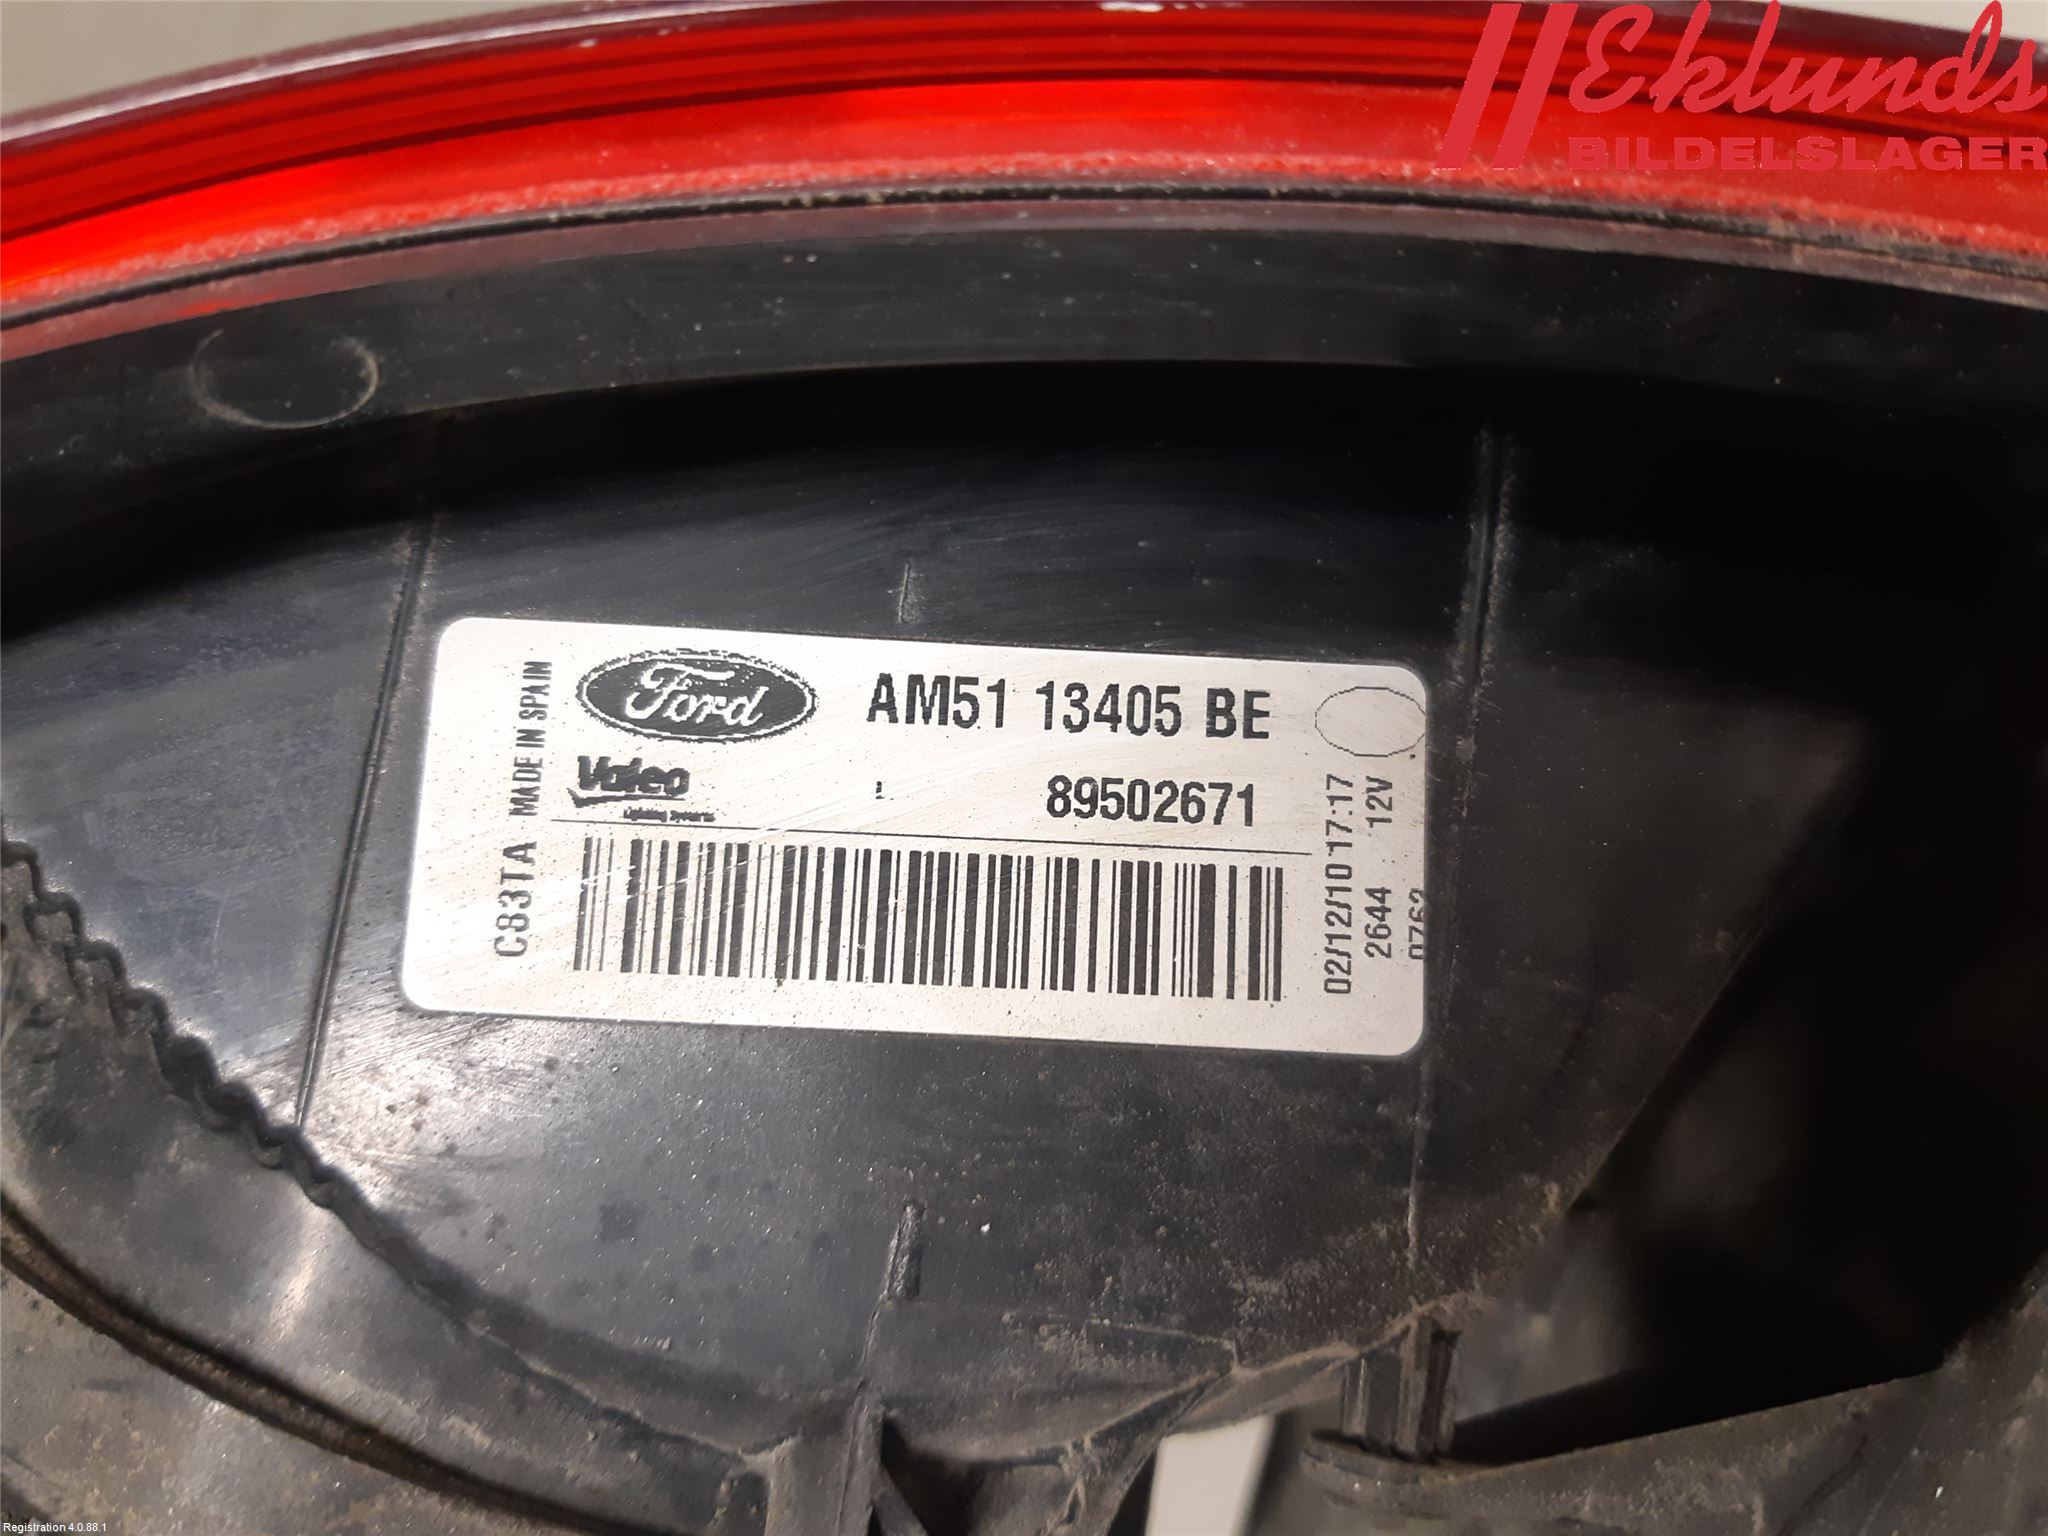 Eklunds
BILDELSLAGER
Ford
AM51 13405 BE
Valeo
L 89502671
C83TA MADE IN SPAIN
02/12/10 17:17
2644 12V
0762
Registration 4.0.88.1